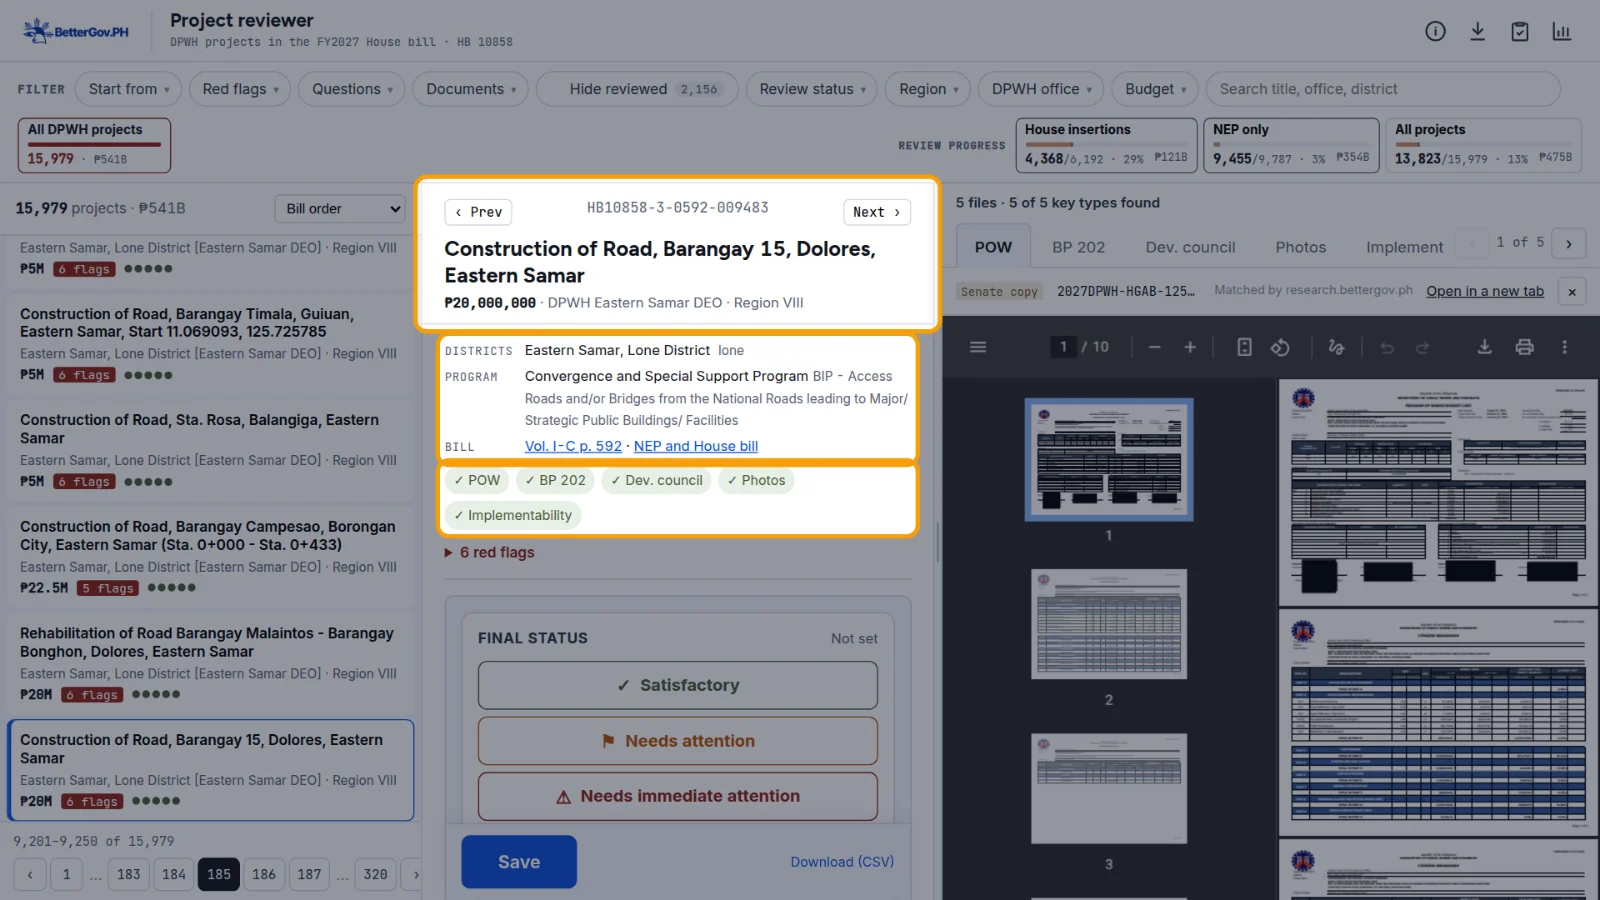 BetterGov.PH
Project reviewer
DPWH projects in the FY2027 House bill · HB 10858
FILTER
Start from ▾
Red flags ▾
Questions ▾
Documents ▾
Hide reviewed 2,156
Review status ▾
Region ▾
DPWH office ▾
Budget ▾
Search title, office, district
All DPWH projects
15,979 · ₱541B
REVIEW PROGRESS
House insertions
4,368/6,192 · 29% ₱121B
NEP only
9,455/9,787 · 3% ₱354B
All projects
13,823/15,979 · 13% ₱475B
15,979 projects · ₱541B
Bill order
Eastern Samar, Lone District [Eastern Samar DEO] · Region VIII
₱5M 6 flags
Construction of Road, Barangay Timala, Guiuan,
Eastern Samar, Start 11.069093, 125.725785
Eastern Samar, Lone District [Eastern Samar DEO] · Region VIII
₱5M 6 flags
Construction of Road, Sta. Rosa, Balangiga, Eastern
Samar
Eastern Samar, Lone District [Eastern Samar DEO] · Region VIII
₱5M 6 flags
Construction of Road, Barangay Campesao, Borongan
City, Eastern Samar (Sta. 0+000 - Sta. 0+433)
Eastern Samar, Lone District [Eastern Samar DEO] · Region VIII
₱22.5M 5 flags
Rehabilitation of Road Barangay Malaintos - Barangay
Bonghon, Dolores, Eastern Samar
Eastern Samar, Lone District [Eastern Samar DEO] · Region VIII
₱20M 6 flags
Construction of Road, Barangay 15, Dolores, Eastern
Samar
Eastern Samar, Lone District [Eastern Samar DEO] · Region VIII
₱20M 6 flags
9,201–9,250 of 15,979
‹ 1 … 183 184 185 186 187 … 320 ›
‹ Prev
HB10858-3-0592-009483
Next ›
Construction of Road, Barangay 15, Dolores,
Eastern Samar
₱20,000,000 · DPWH Eastern Samar DEO · Region VIII
DISTRICTS Eastern Samar, Lone District lone
PROGRAM Convergence and Special Support Program BIP - Access
Roads and/or Bridges from the National Roads leading to Major/
Strategic Public Buildings/ Facilities
BILL Vol. I-C p. 592 · NEP and House bill
✓ POW ✓ BP 202 ✓ Dev. council ✓ Photos
✓ Implementability
▶ 6 red flags
FINAL STATUS Not set
✓ Satisfactory
⚑ Needs attention
⚠ Needs immediate attention
Save
Download (CSV)
5 files · 5 of 5 key types found
POW BP 202 Dev. council Photos Implement
‹ 1 of 5 ›
Senate copy 2027DPWH-HGAB-125… Matched by research.bettergov.ph Open in a new tab ×
1 / 10
1
2
3